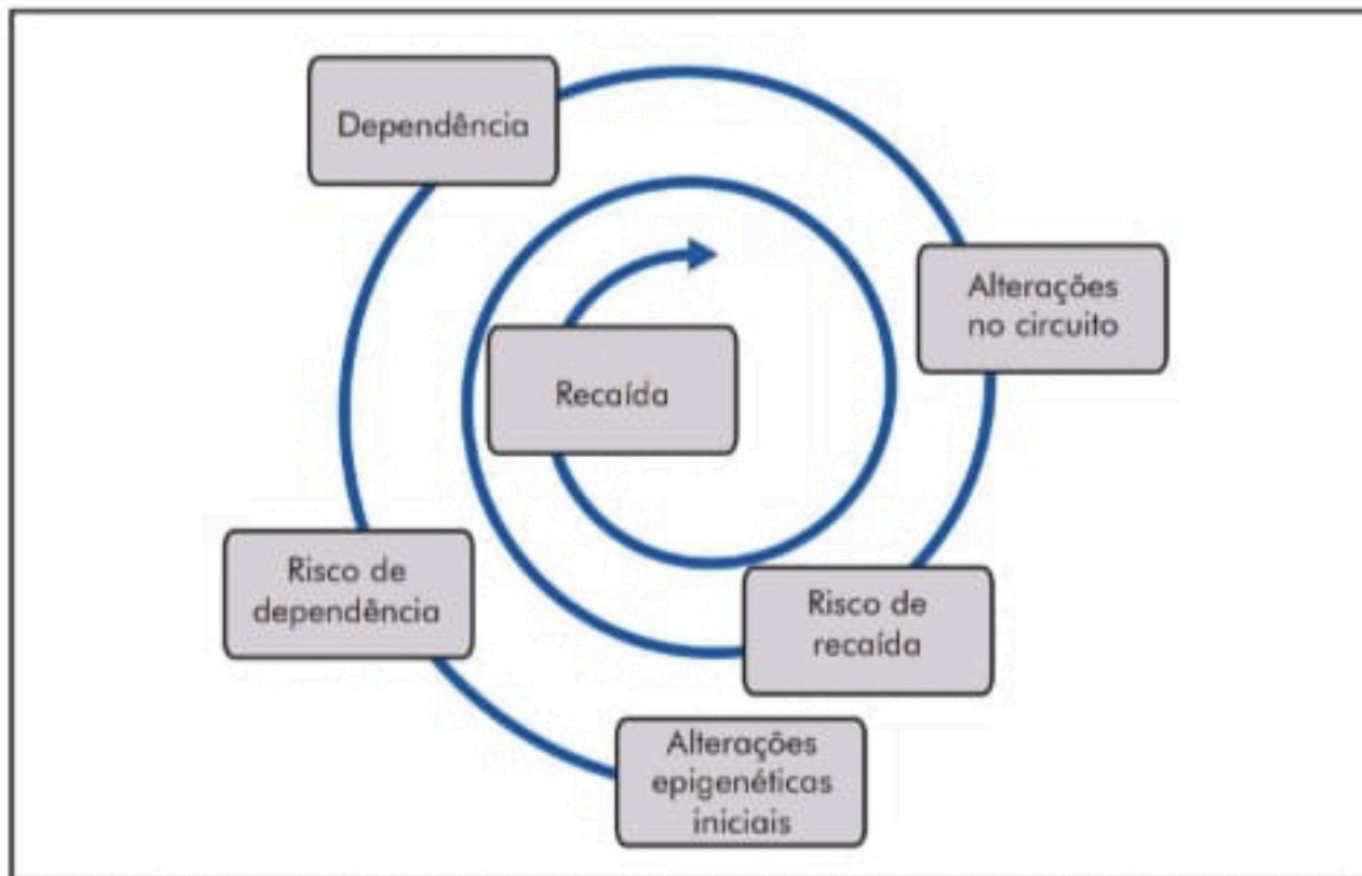 Dependência
Alterações
no circuito
Recaída
Risco de
dependência
Risco de
recaída
Alterações
epigenéticas
iniciais